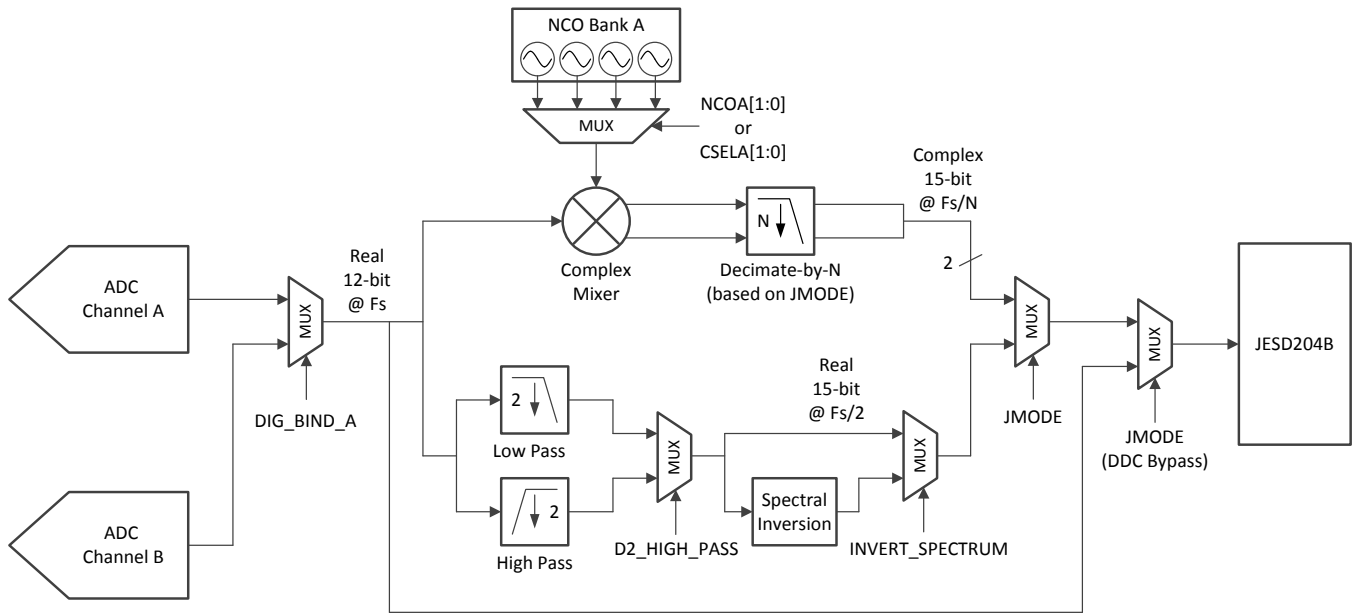 NCO Bank A
MUX
NCOA[1:0]
or
CSELA[1:0]
Complex
15-bit
@ Fs/N
N
2
Complex
Mixer
Decimate-by-N
(based on JMODE)
ADC
Channel A
Real
12-bit
@ Fs
MUX
DIG_BIND_A
MUX
JMODE
MUX
JMODE
(DDC Bypass)
JESD204B
2
Low Pass
2
High Pass
MUX
D2_HIGH_PASS
Real
15-bit
@ Fs/2
Spectral
Inversion
MUX
INVERT_SPECTRUM
ADC
Channel B